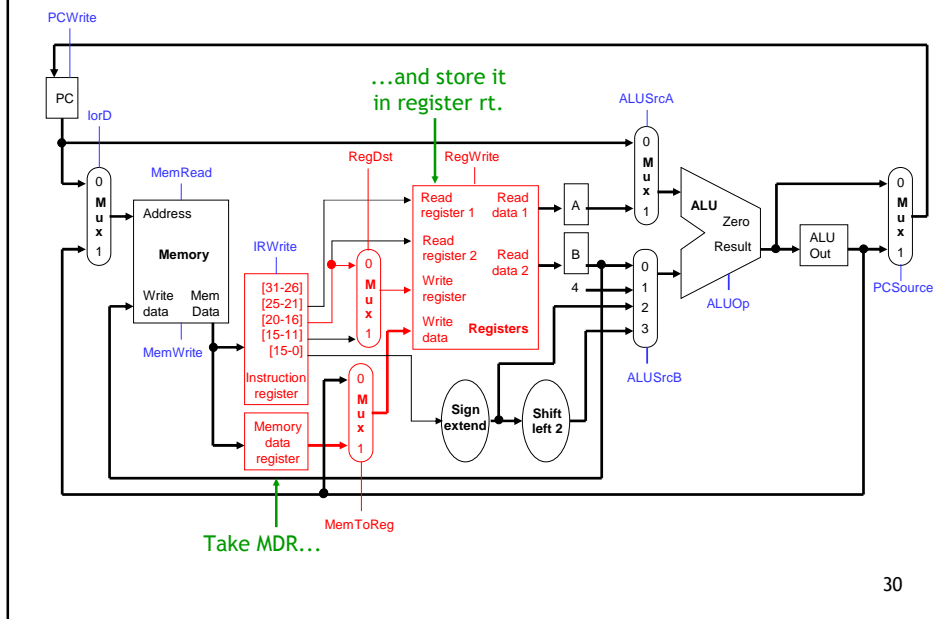 PCWrite
PC
IorD
...and store it
in register rt.
ALUSrcA
RegDst
RegWrite
MemRead
0
M
u
x
1
Address
Memory
Write
data
Mem
Data
MemWrite
IRWrite
[31-26]
[25-21]
[20-16]
[15-11]
[15-0]
Instruction
register
Memory
data
register
0
M
u
x
1
0
M
u
x
1
MemToReg
Read
register 1
Read
data 1
Read
register 2
Read
data 2
Write
register
Write
data
Registers
A
B
4
0
M
u
x
1
0
1
2
3
ALUSrcB
Sign
extend
Shift
left 2
ALU
Zero
Result
ALUOp
ALU
Out
0
M
u
x
1
PCSource
Take MDR...
30